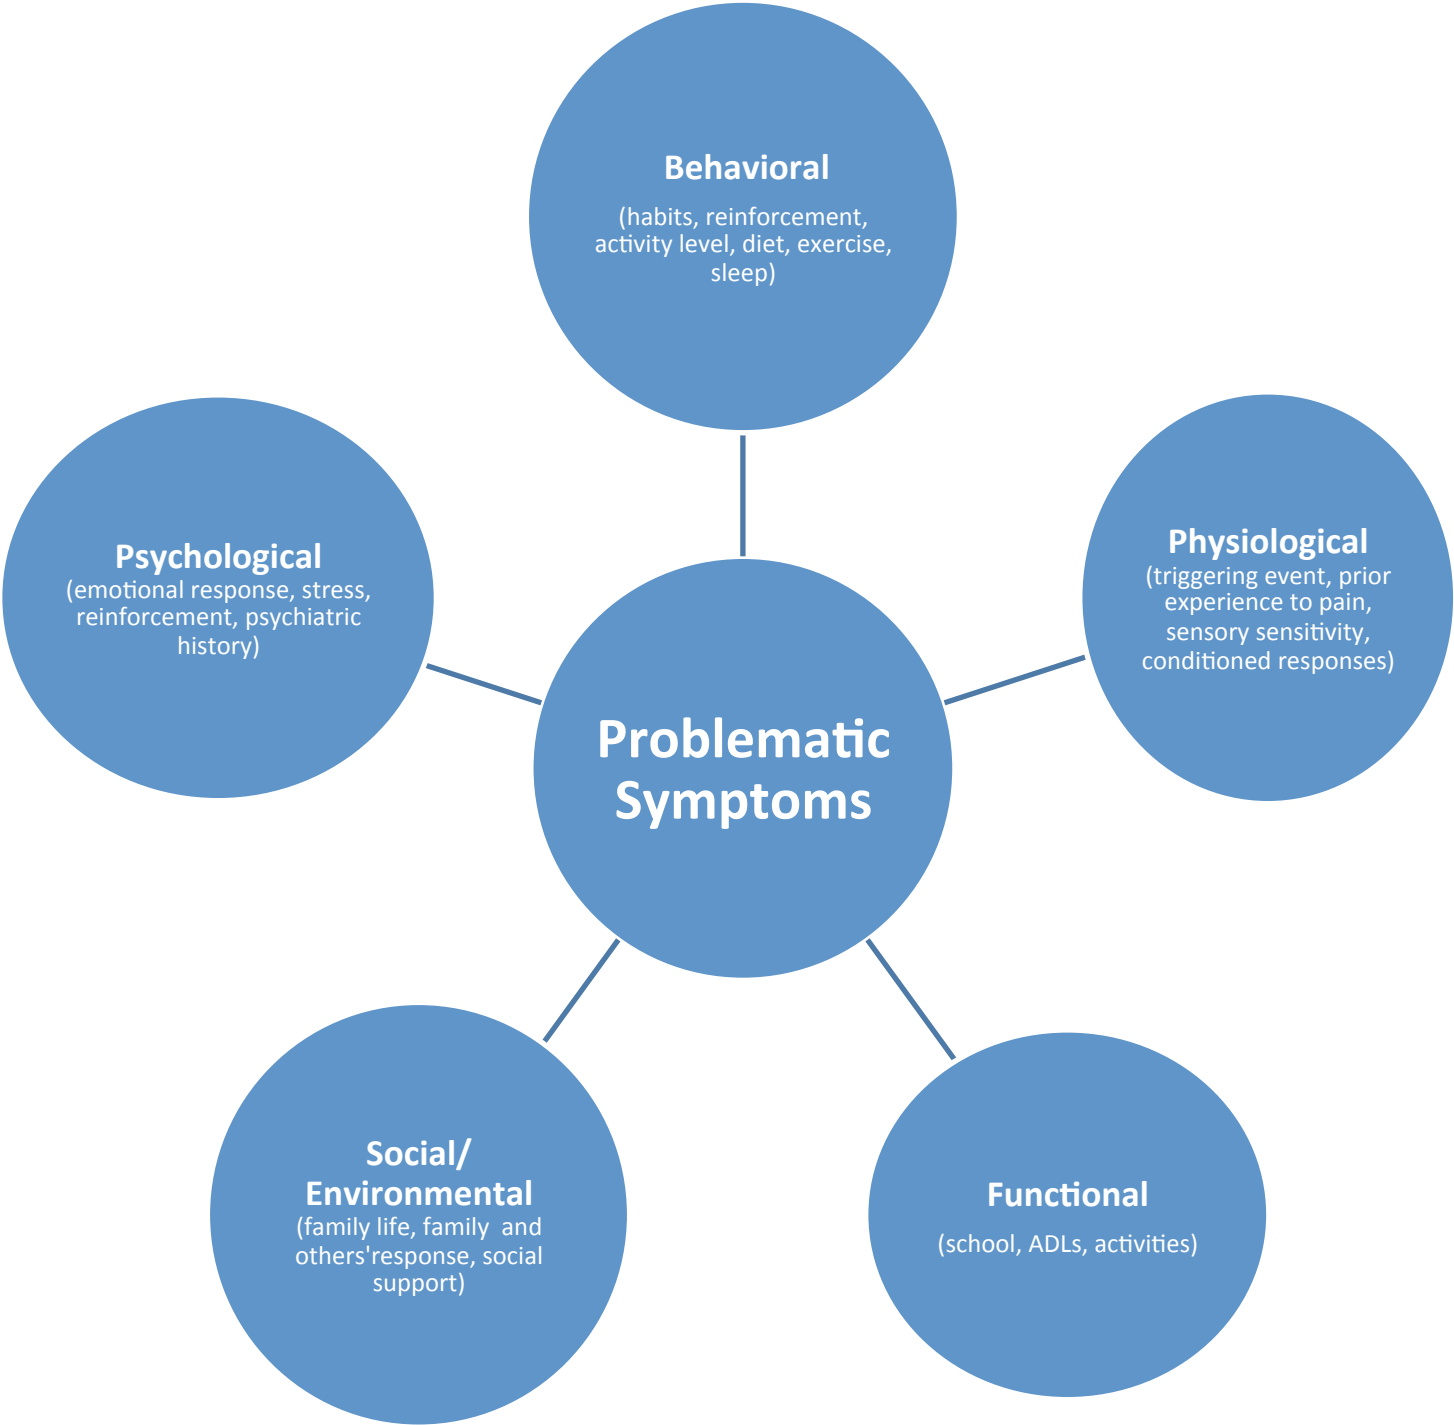 Behavioral
(habits, reinforcement,
activity level, diet, exercise,
sleep)
Psychological
(emotional response, stress,
reinforcement, psychiatric
history)
Physiological
(triggering event, prior
experience to pain,
sensory sensitivity,
conditioned responses)
Problematic
Symptoms
Social/
Environmental
(family life, family  and
others'response, social
support)
Functional
(school, ADLs, activities)